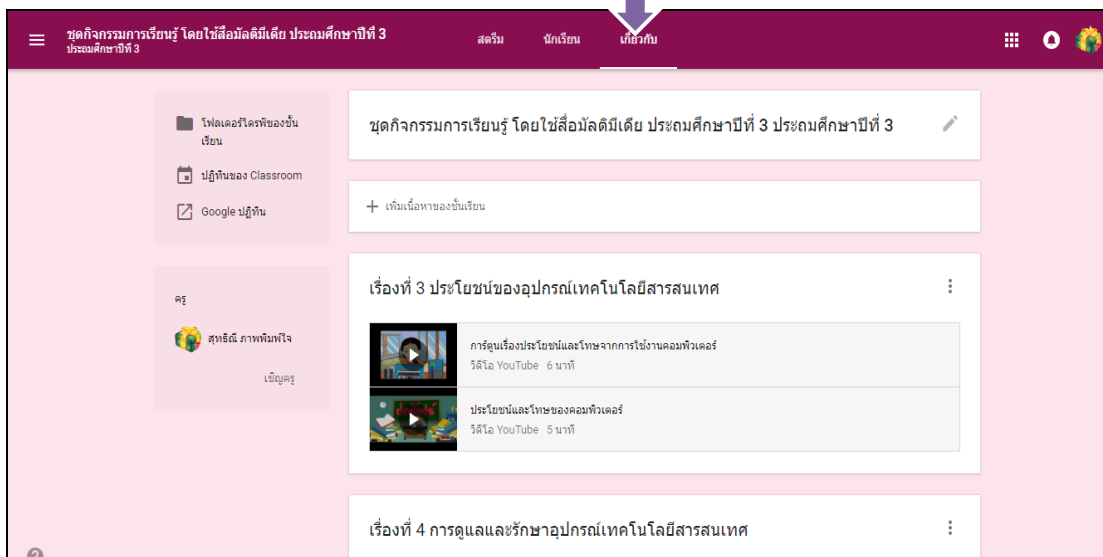 ชุดกิจกรรมการเรียนรู้ โดยใช้สื่อมัลติมีเดีย ประถมศึกษาปีที่ 3
ประถมศึกษาปีที่ 3
สตรีม
นักเรียน
เกี่ยวกับ
โฟลเดอร์ไดรฟ์ของชั้น
เรียน
ปฏิทินของ Classroom
Google ปฏิทิน
ครู
สุทธิณี ภาพพิมพ์ใจ
เชิญครู
ชุดกิจกรรมการเรียนรู้ โดยใช้สื่อมัลติมีเดีย ประถมศึกษาปีที่ 3 ประถมศึกษาปีที่ 3
เพิ่มเนื้อหาของชั้นเรียน
เรื่องที่ 3 ประโยชน์ของอุปกรณ์เทคโนโลยีสารสนเทศ
การ์ตูนเรื่องประโยชน์และโทษจากการใช้งานคอมพิวเตอร์
วิดีโอ YouTube 6 นาที
ประโยชน์และโทษของคอมพิวเตอร์
วิดีโอ YouTube 5 นาที
เรื่องที่ 4 การดูแลและรักษาอุปกรณ์เทคโนโลยีสารสนเทศ